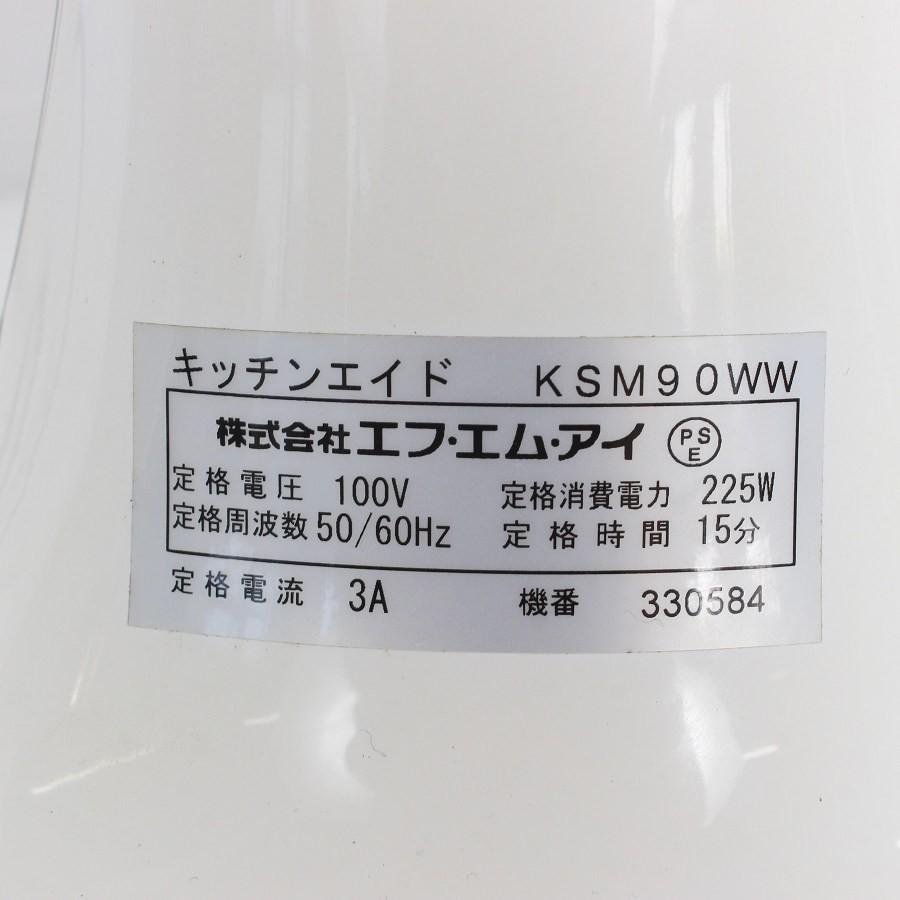 キッチンエイド KSM90WW
株式会社エフ・エム・アイ PSE
定格電圧 100V 定格消費電力 225W
定格周波数 50/60Hz 定格時間 15分
定格電流 3A 機番 330584